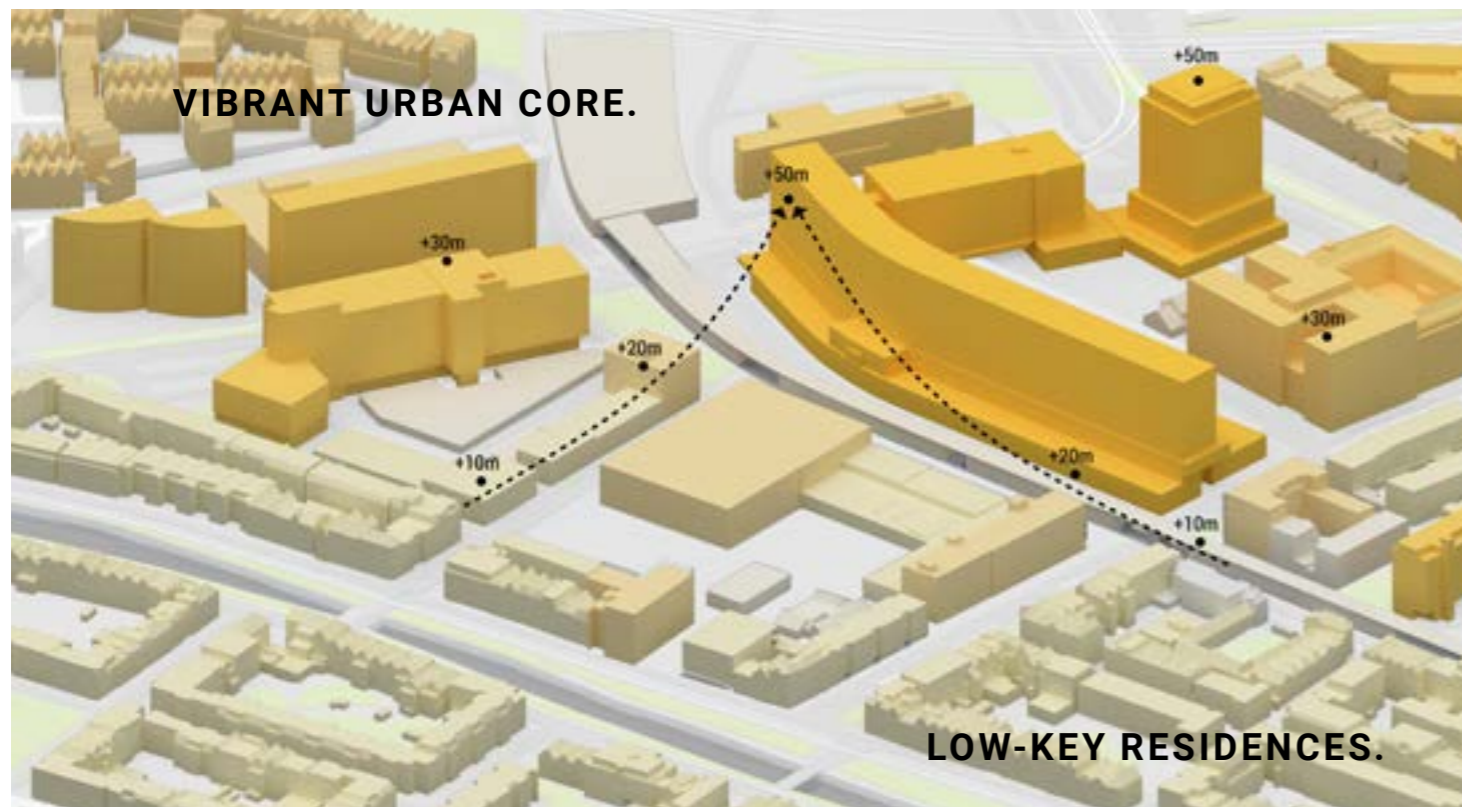 +50m
VIBRANT URBAN CORE.
+50m
+30m
+30m
+20m
+20m
+10m
+10m
LOW-KEY RESIDENCES.